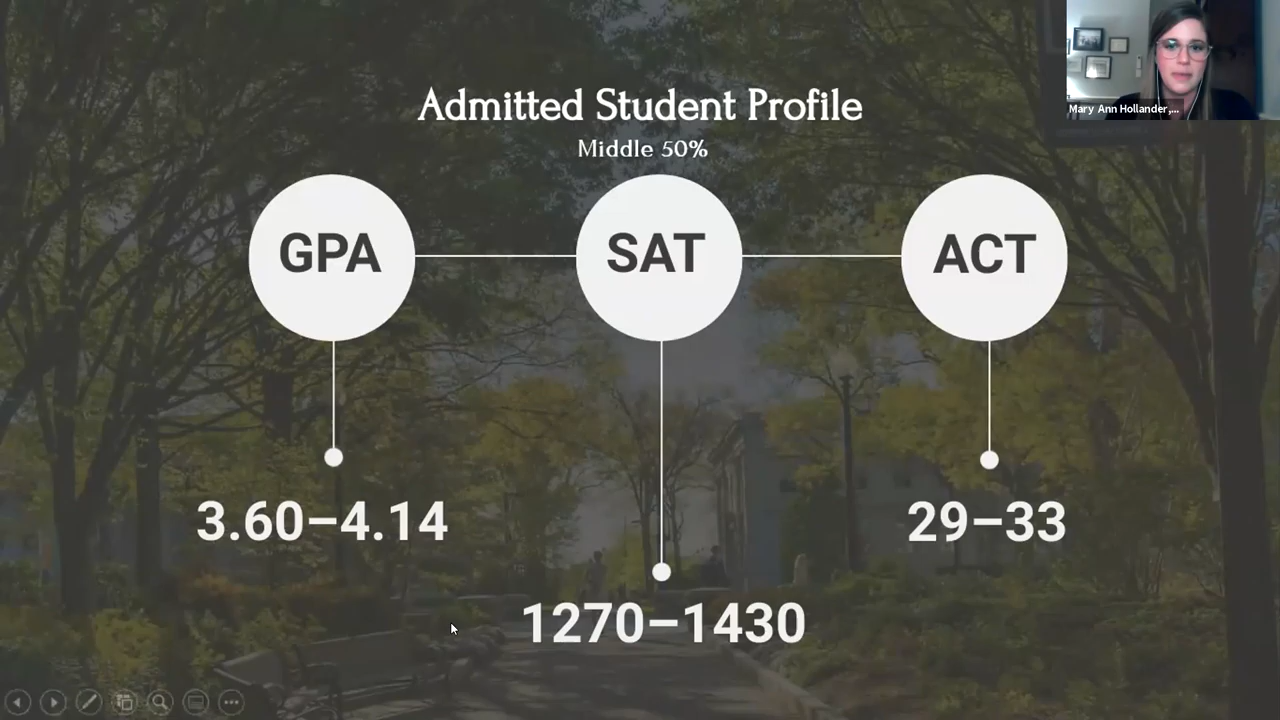 Admitted Student Profile
Middle 50%
GPA
SAT
ACT
3.60–4.14
29–33
1270–1430
Mary Ann Hollander,...